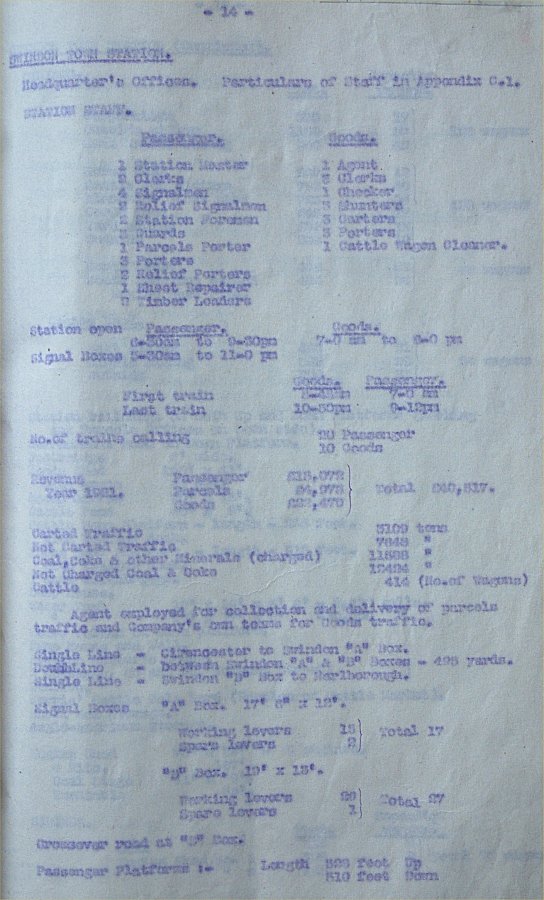 - 14 -
SWINDON TOWN STATION.
Headquarter's Offices. Particulars of Staff in Appendix C.1.
STATION STAFF.
Passenger. Goods.
1 Station Master 1 Agent
Clerks Clerks
4 Signalmen 1 Checker
2 Relief Signalmen Shunters
2 Station Foremen 3 Carters
Guards 3 Porters
1 Parcels Porter 1 Cattle Wagon Cleaner.
3 Porters
2 Relief Porters
1 Sheet Repairer
Timber Loaders
Station open Passenger. Goods.
to 7-0 am to 6-0 pm
Signal Boxes 5-30am to 11-0 pm
Goods. Passenger.
First train 7-0 am
Last train 10-30pm 9-12pm
No.of trains calling 20 Passenger
10 Goods
Revenue Passenger
Year 1921. Parcels Total
Goods
Carted Traffic tons
Not Carted Traffic "
Coal, Coke & other Minerals (charged) "
Not Charged Coal & Coke "
Cattle 414 (No.of Wagons)
Agent employed for collection and delivery of parcels
traffic and Company's own teams for Goods traffic.
Single Line - Cirencester to Swindon "A" Box.
Double Line - between Swindon "A" & "B" Boxes - yards.
Single Line - Swindon "B" Box to Marlborough.
Signal Boxes "A" Box. 17' x 12'.
Working levers 15
Spare levers 2 Total 17
"B" Box. x
Working levers 26
Spare levers 1 Total 27
Crossover road at "B" Box.
Passenger Platforms :- Length feet Up
510 feet Down